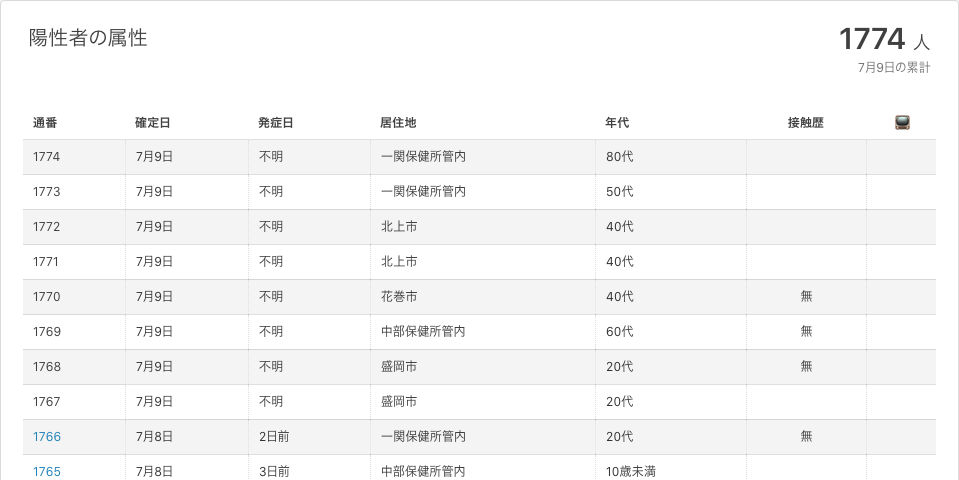 陽性者の属性
1774 人
7月9日の累計
通番 確定日 発症日 居住地 年代 接触歴
1774 7月9日 不明 一関保健所管内 80代
1773 7月9日 不明 一関保健所管内 50代
1772 7月9日 不明 北上市 40代
1771 7月9日 不明 北上市 40代
1770 7月9日 不明 花巻市 40代 無
1769 7月9日 不明 中部保健所管内 60代 無
1768 7月9日 不明 盛岡市 20代 無
1767 7月9日 不明 盛岡市 20代
1766 7月8日 2日前 一関保健所管内 20代 無
1765 7月8日 3日前 中部保健所管内 10歳未満